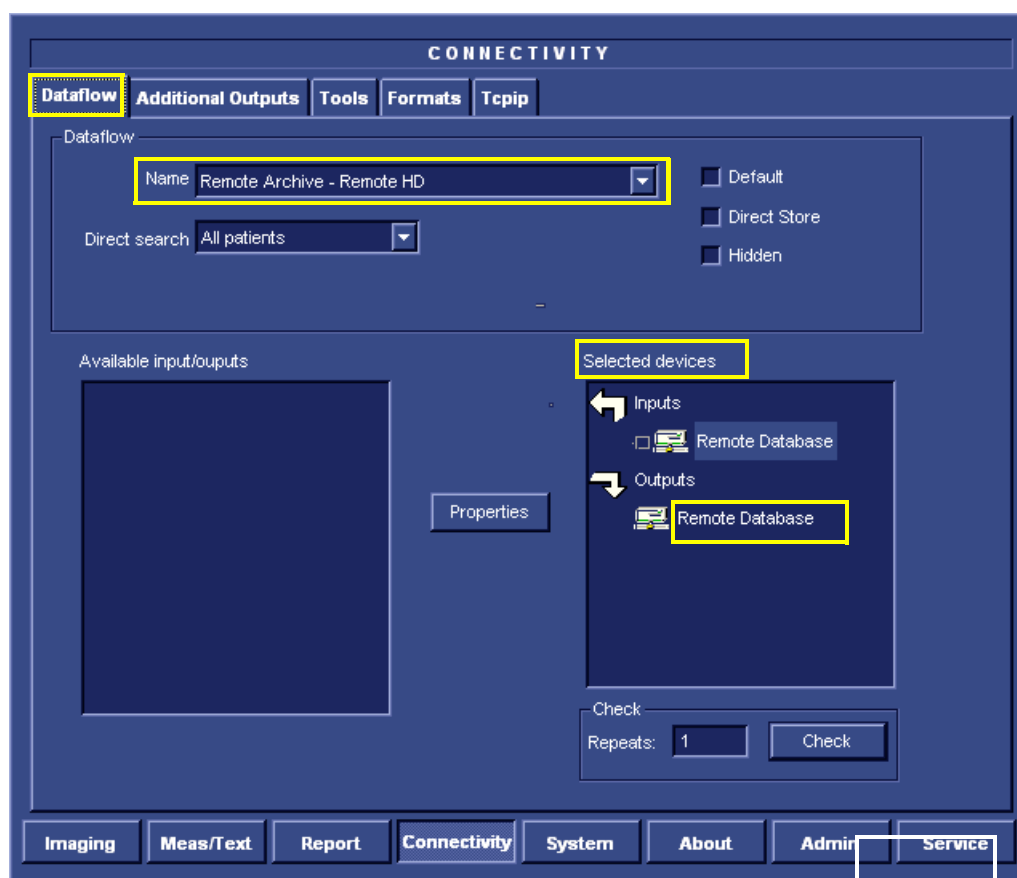 CONNECTIVITY
Dataflow Additional Outputs Tools Formats Tcpip
Dataflow
Name Remote Archive - Remote HD
Default
Direct Store
Direct search All patients
Hidden
Available input/ouputs
Selected devices
Inputs
Remote Database
Outputs
Remote Database
Properties
Check
Repeats: 1 Check
Imaging Meas/Text Report Connectivity System About Admin Service